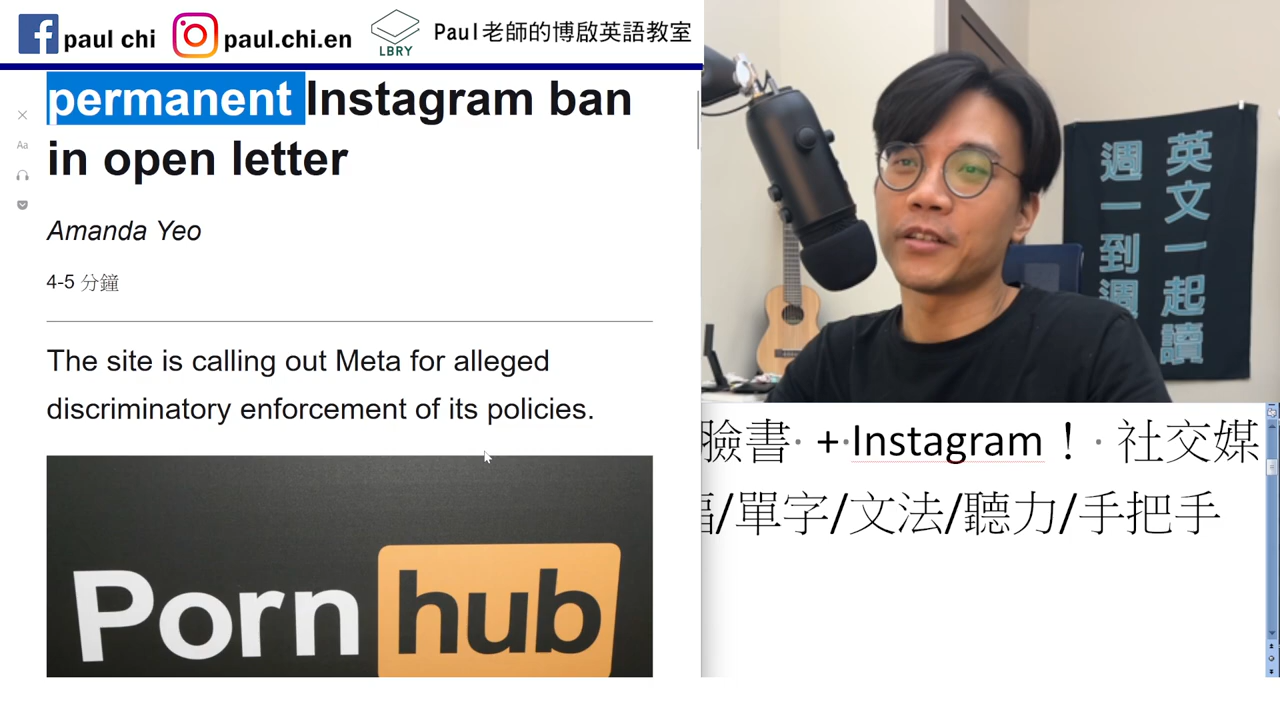 paul chi
paul.chi.en
LBRY
Paul老師的博啟英語教室
permanent Instagram ban
in open letter
Amanda Yeo
4-5 分鐘
The site is calling out Meta for alleged
discriminatory enforcement of its policies.
Porn hub
英文一起讀
週一到週
臉書 + Instagram！ 社交媒
/單字/文法/聽力/手把手
Aa